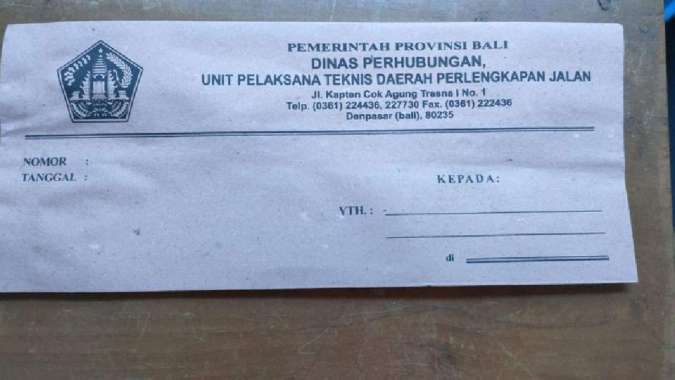 PEMERINTAH PROVINSI BALI
DINAS PERHUBUNGAN,
UNIT PELAKSANA TEKNIS DAERAH PERLENGKAPAN JALAN
Jl. Kapten Cok Agung Tresna I No. 1
Telp. (0361) 224436, 227730 Fax. (0361) 222436
Denpasar (bali), 80235
NOMOR :
TANGGAL :
KEPADA:
YTH. :
di